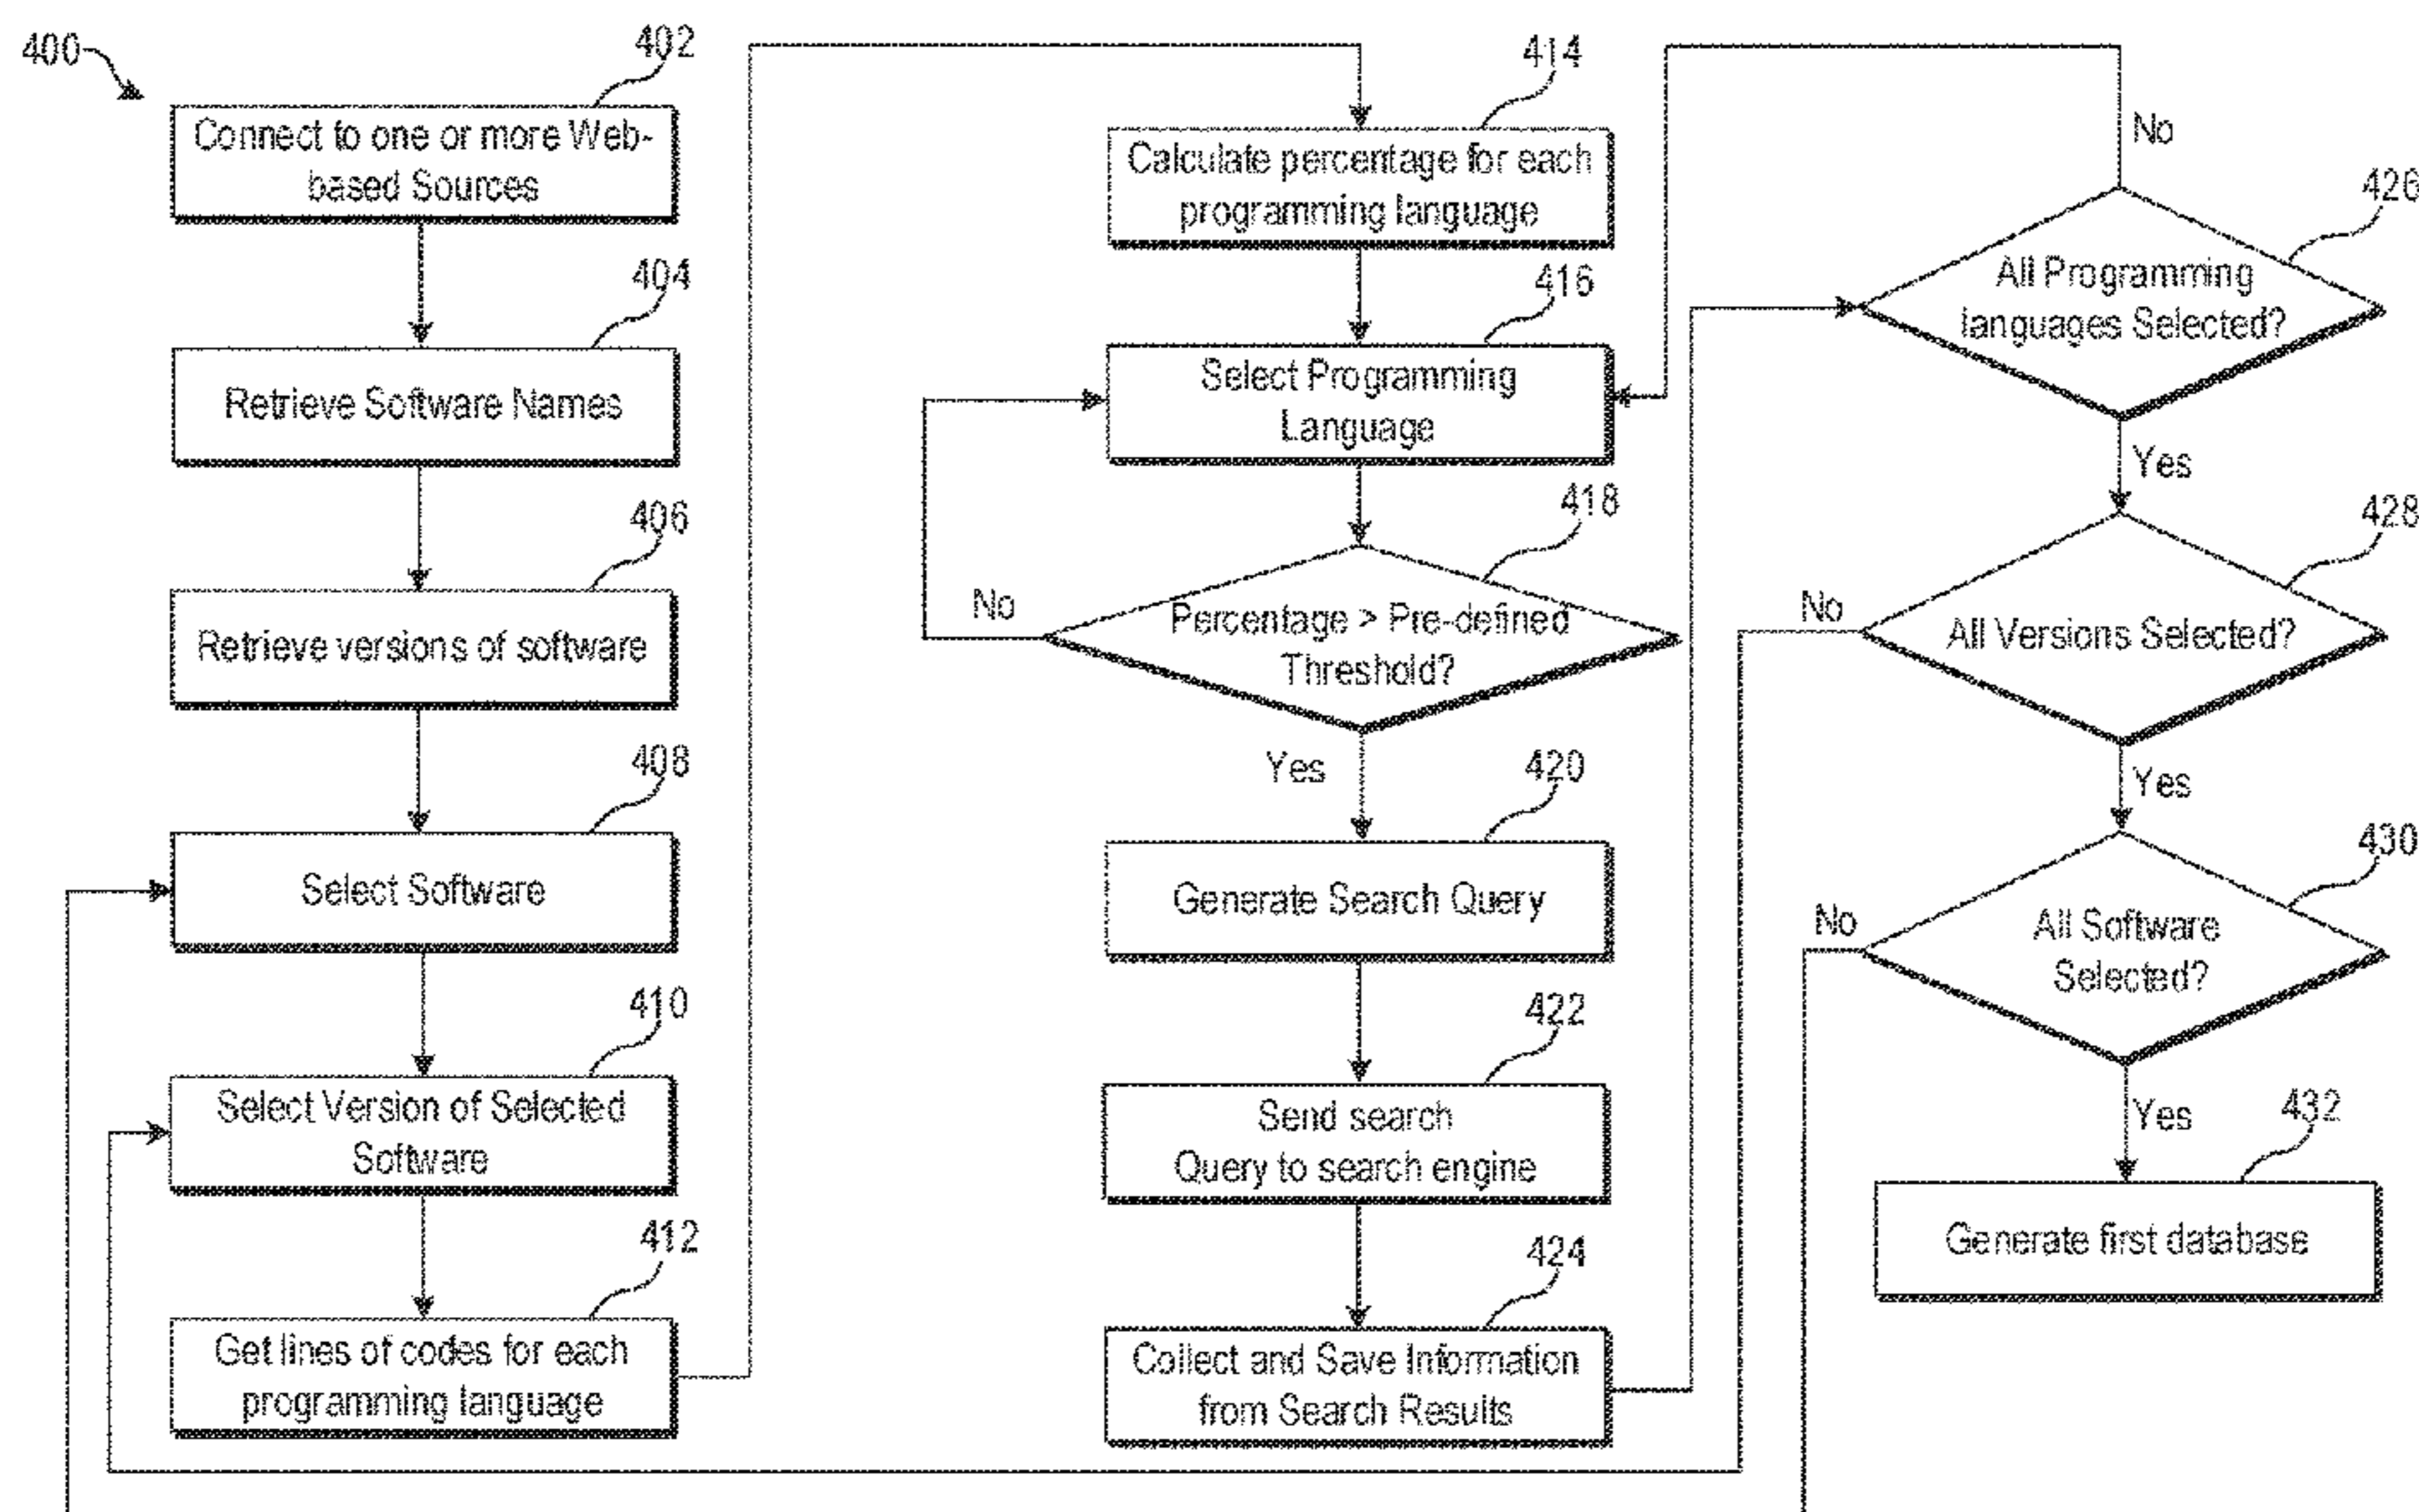 400
402
Connect to one or more Web-
based Sources
404
Retrieve Software Names
406
Retrieve versions of software
408
Select Software
410
Select Version of Selected
Software
412
Get lines of codes for each
programming language
414
Calculate percentage for each
programming language
416
Select Programming
Language
418
Percentage > Pre-defined
Threshold?
No
Yes
420
Generate Search Query
422
Send search
Query to search engine
424
Collect and Save Information
from Search Results
No
426
All Programming
languages Selected?
Yes
428
No
All Versions Selected?
Yes
430
No
All Software
Selected?
Yes
432
Generate first database